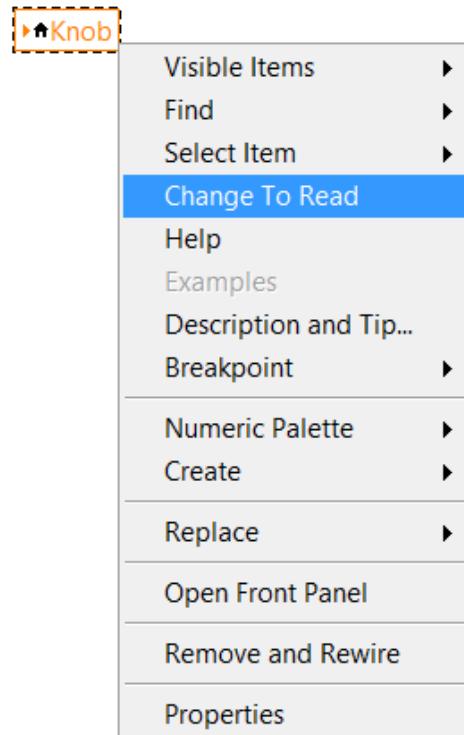 Knob
Visible Items
Find
Select Item
Change To Read
Help
Examples
Description and Tip...
Breakpoint
Numeric Palette
Create
Replace
Open Front Panel
Remove and Rewire
Properties